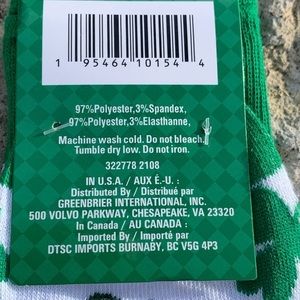 1 95464 10154 4
97%Polyester,3%Spandex,
97%Polyester,3%Elasthanne,
Machine wash cold. Do not bleach.
Tumble dry low. Do not iron.
322778 2108
IN U.S.A. / AUX É.-U. :
Distributed By / Distribué par
GREENBRIER INTERNATIONAL, INC.
500 VOLVO PARKWAY, CHESAPEAKE, VA 23320
In Canada / AU CANADA :
Imported By / Importé par
DTSC IMPORTS BURNABY, BC V5G 4P3